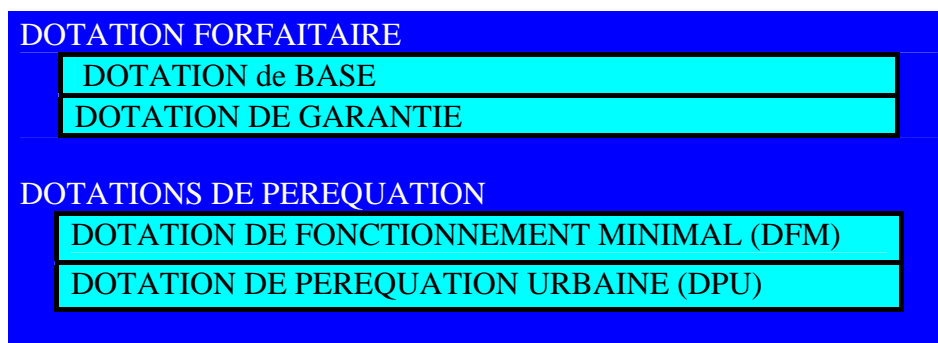 DOTATION FORFAITAIRE
DOTATION de BASE
DOTATION DE GARANTIE
DOTATIONS DE PEREQUATION
DOTATION DE FONCTIONNEMENT MINIMAL (DFM)
DOTATION DE PEREQUATION URBAINE (DPU)